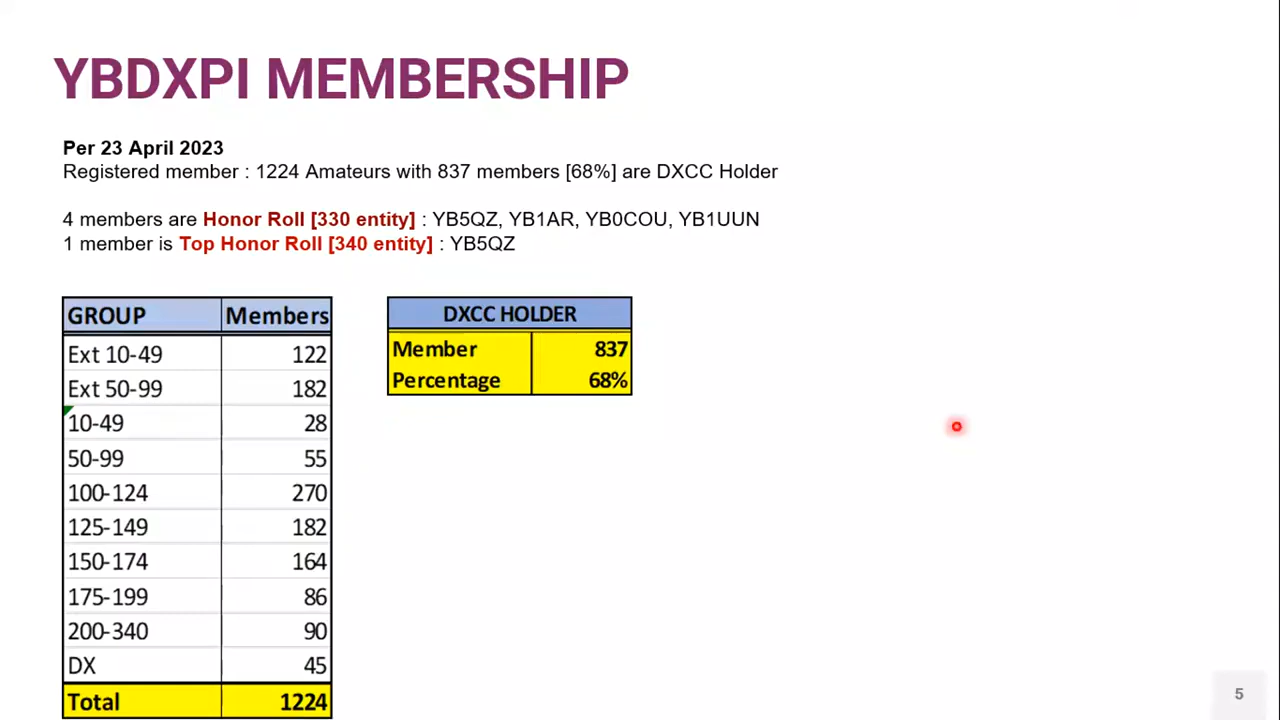 YBDXPI MEMBERSHIP
Per 23 April 2023
Registered member : 1224 Amateurs with 837 members [68%] are DXCC Holder
4 members are Honor Roll [330 entity] : YB5QZ, YB1AR, YB0COU, YB1UUN
1 member is Top Honor Roll [340 entity] : YB5QZ
GROUP Members
Ext 10-49 122
Ext 50-99 182
10-49 28
50-99 55
100-124 270
125-149 182
150-174 164
175-199 86
200-340 90
DX 45
Total 1224
DXCC HOLDER
Member 837
Percentage 68%
5